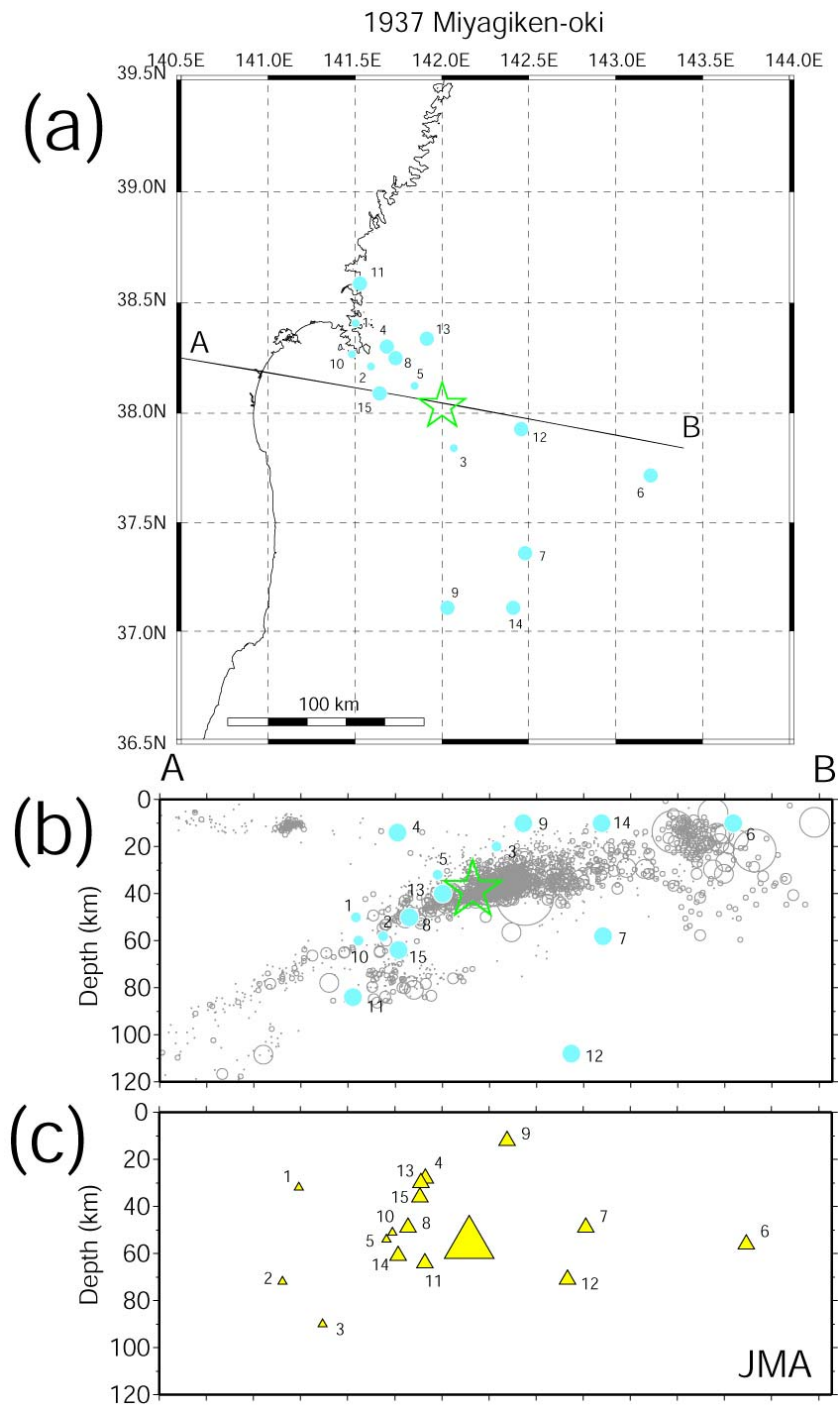 1937 Miyagiken-oki
140.5E 141.0E 141.5E 142.0E 142.5E 143.0E 143.5E 144.0E
39.5N
(a)
39.0N
11
38.5N
1
4
13
A
10
8
2
5
38.0N
15
12
B
3
6
37.5N
7
9
14
37.0N
100 km
36.5N
A
B
(b)
0
4
9
14
6
20
3
5
40
13
1
2
8
60
10
15
7
80
11
100
12
120
Depth (km)
(c)
0
9
20
1
13
4
15
40
10
8
7
5
6
60
14
11
2
12
80
3
100
JMA
120
Depth (km)